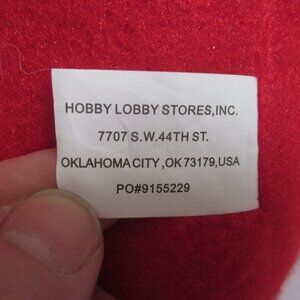 HOBBY LOBBY STORES,INC.
7707 S.W.44TH ST.
OKLAHOMA CITY ,OK 73179,USA
PO#9155229